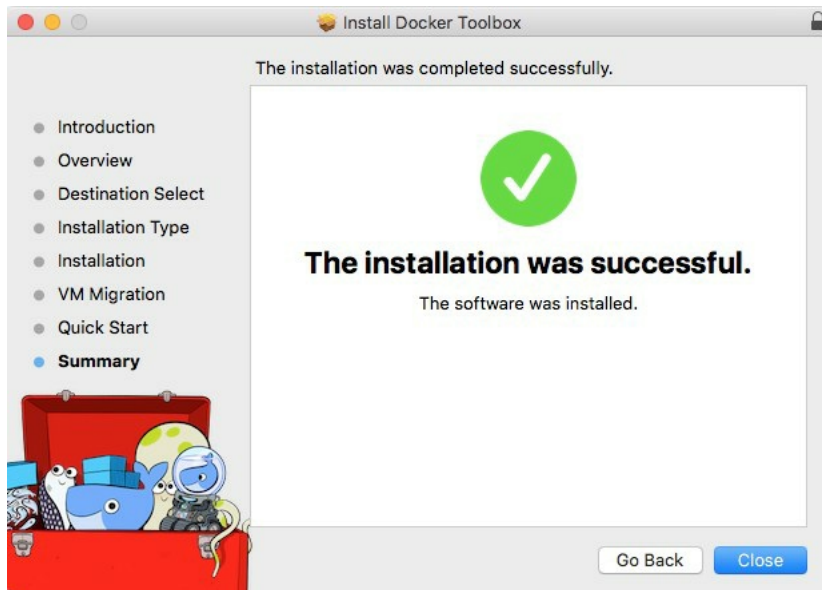 Install Docker Toolbox
The installation was completed successfully.
Introduction
Overview
Destination Select
Installation Type
Installation
VM Migration
Quick Start
Summary
The installation was successful.
The software was installed.
Go Back
Close